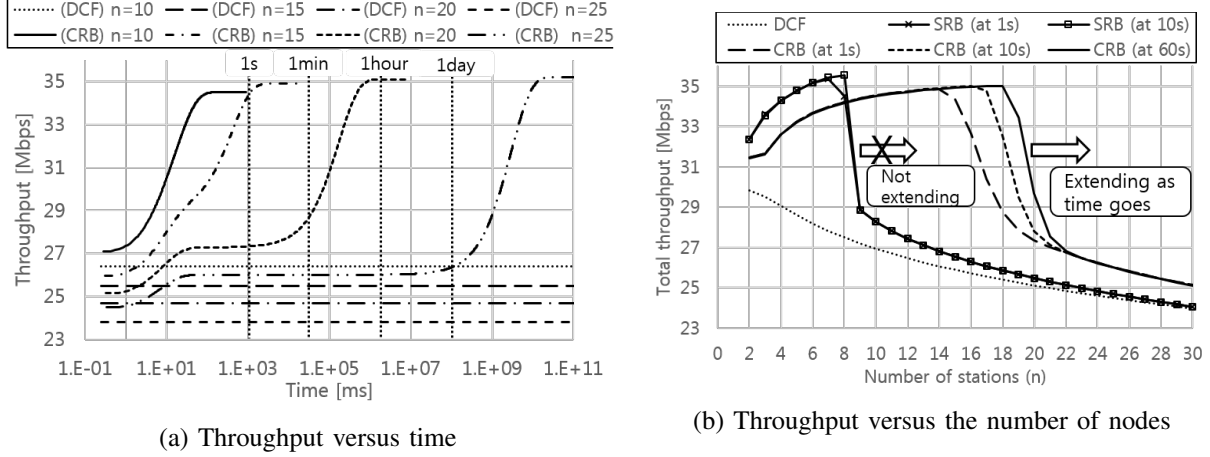 (DCF) n=10 (DCF) n=15 (DCF) n=20 (DCF) n=25
(CRB) n=10 (CRB) n=15 (CRB) n=20 (CRB) n=25
1s 1min 1hour 1day
35
33
31
29
27
25
23
Throughput [Mbps]
1.E-01 1.E+01 1.E+03 1.E+05 1.E+07 1.E+09 1.E+11
Time [ms]
(a) Throughput versus time
DCF SRB (at 1s) SRB (at 10s)
CRB (at 1s) CRB (at 10s) CRB (at 60s)
37
35
33
31
29
27
25
23
Total throughput [Mbps]
X
Not
extending
Extending as
time goes
0 2 4 6 8 10 12 14 16 18 20 22 24 26 28 30
Number of stations (n)
(b) Throughput versus the number of nodes